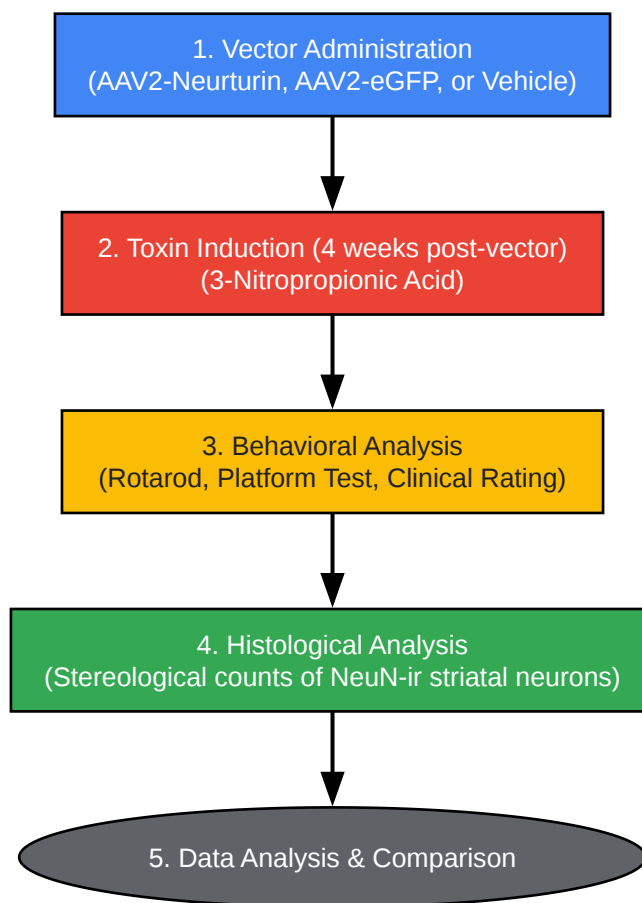 1. Vector Administration
(AAV2-Neurturin, AAV2-eGFP, or Vehicle)
2. Toxin Induction (4 weeks post-vector)
(3-Nitropropionic Acid)
3. Behavioral Analysis
(Rotarod, Platform Test, Clinical Rating)
4. Histological Analysis
(Stereological counts of NeuN-ir striatal neurons)
5. Data Analysis & Comparison